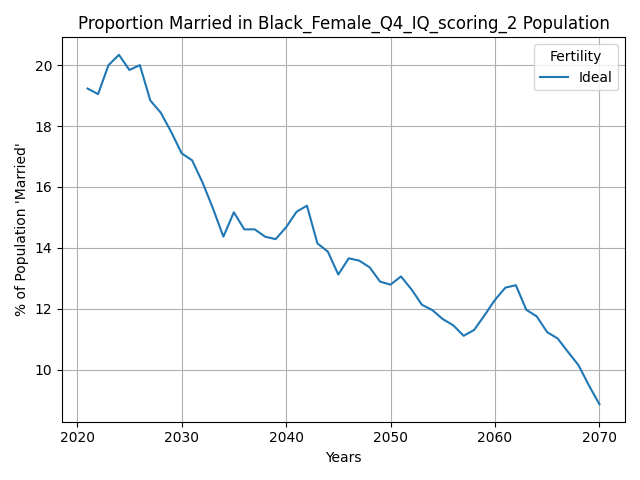 Proportion Married in Black_Female_Q4_IQ_scoring_2 Population
% of Population 'Married'
20
18
16
14
12
10
Fertility
Ideal
2020 2030 2040 2050 2060 2070
Years